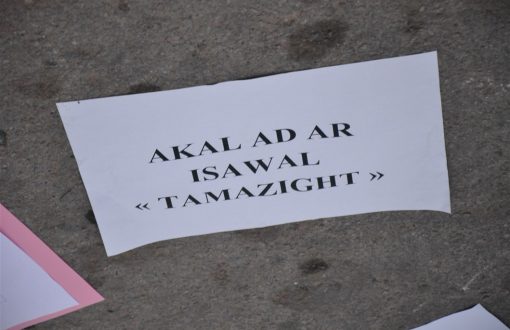 AKAL AD AR
ISAWAL
« TAMAZIGHT »